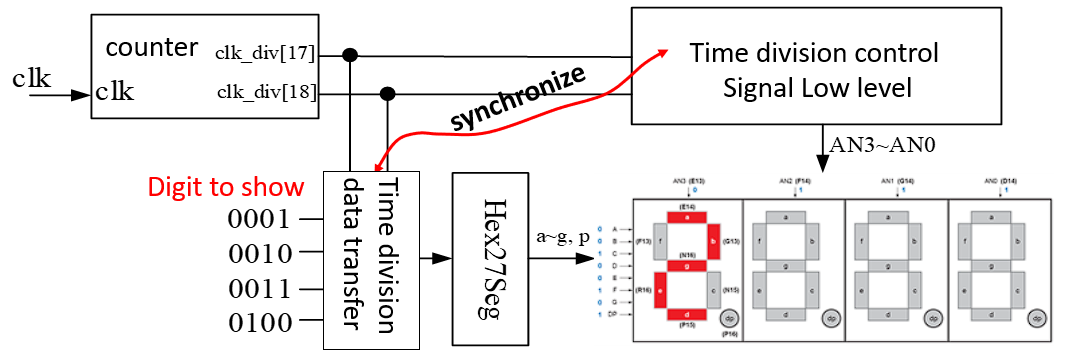 counter
clk_div[17]
clk
clk
clk_div[18]
synchronize
Time division control
Signal Low level
AN3~AN0
Digit to show
0001
0010
0011
0100
Time division
data transfer
Hex27Seg
a~g, p
AN3 (E13)
0
AN2 (F14)
1
AN1 (G14)
1
AN0 (D14)
1
0 A
0 B
1 C
0 D
0 E
1 F
0 G
1 DP
(E14)
a
(F13)
f
b
(G13)
(N16)
g
(R16)
e
c
(N15)
d
(P15)
dp
(P16)
a
f
b
g
e
c
d
dp
a
f
b
g
e
c
d
dp
a
f
b
g
e
c
d
dp